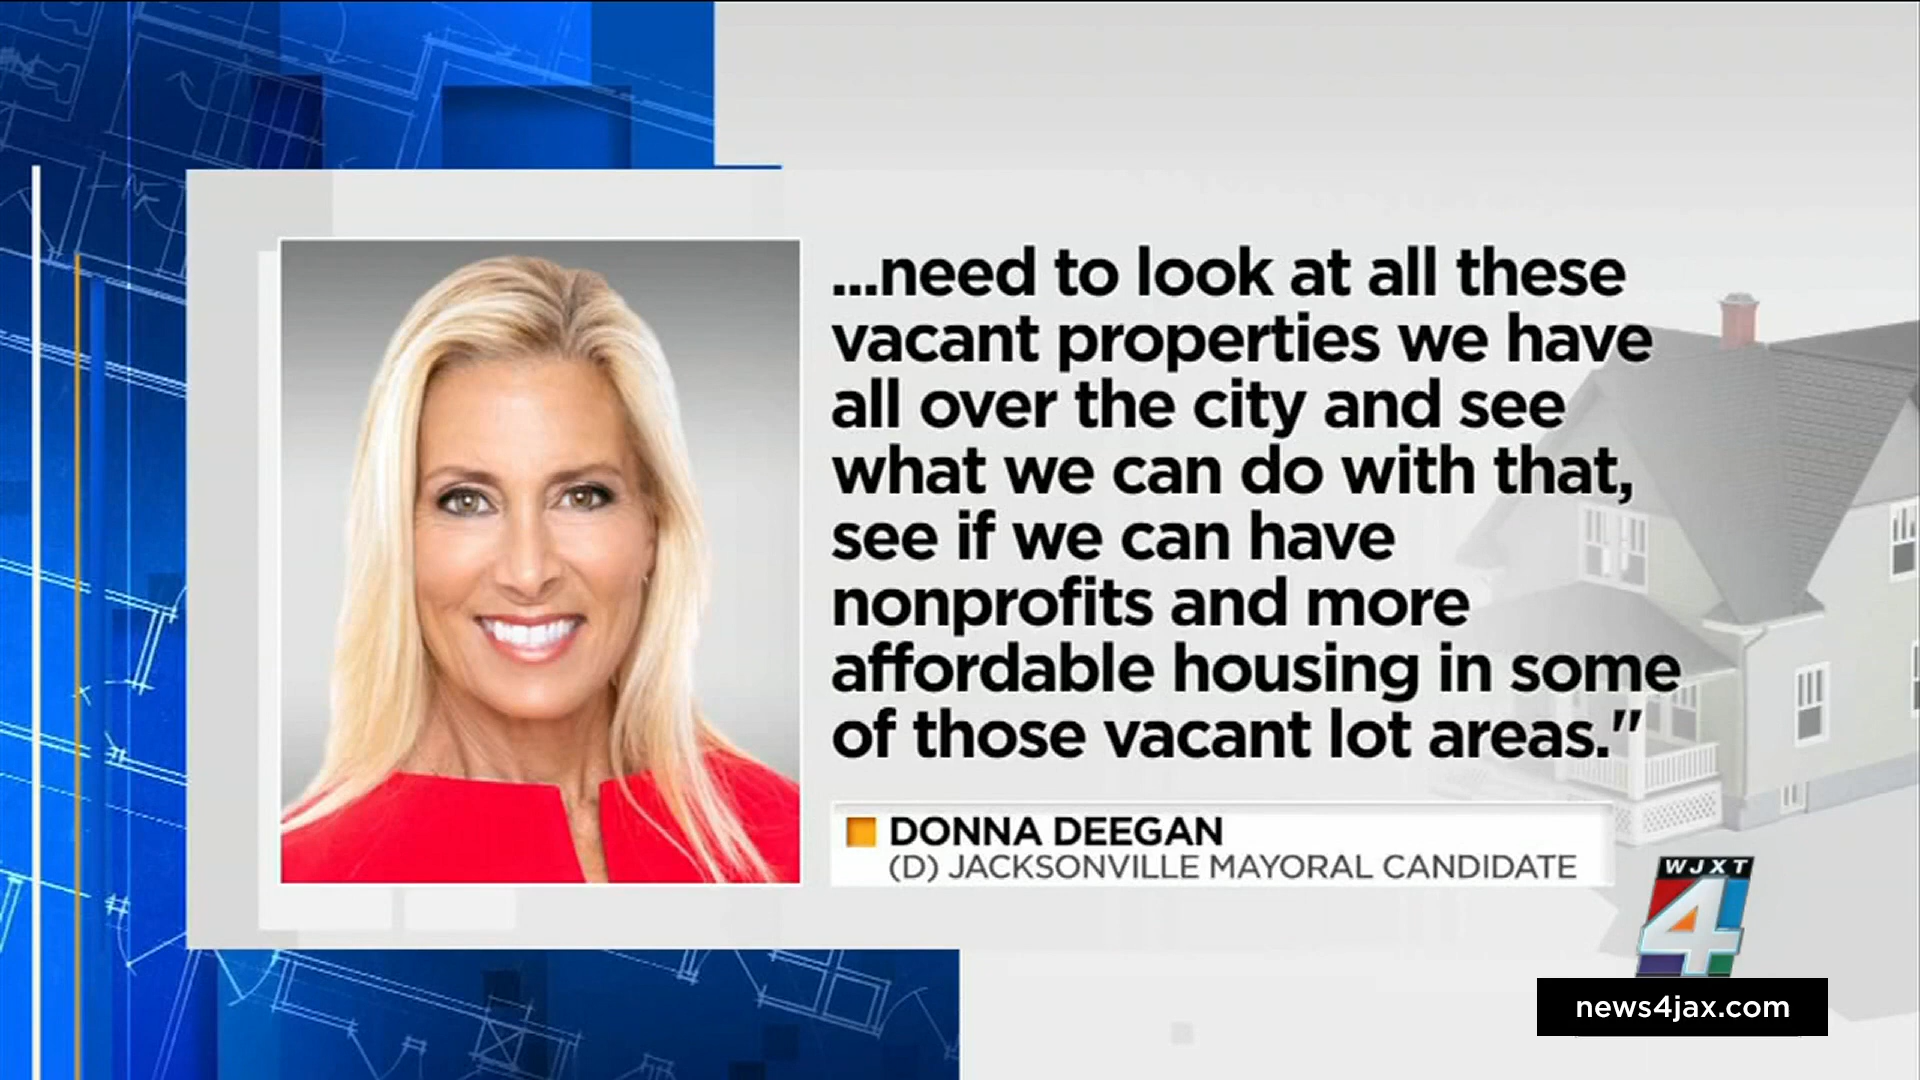 ...need to look at all these
vacant properties we have
all over the city and see
what we can do with that,
see if we can have
nonprofits and more
affordable housing in some
of those vacant lot areas."
DONNA DEEGAN
(D) JACKSONVILLE MAYORAL CANDIDATE
WJXT
4
news4jax.com